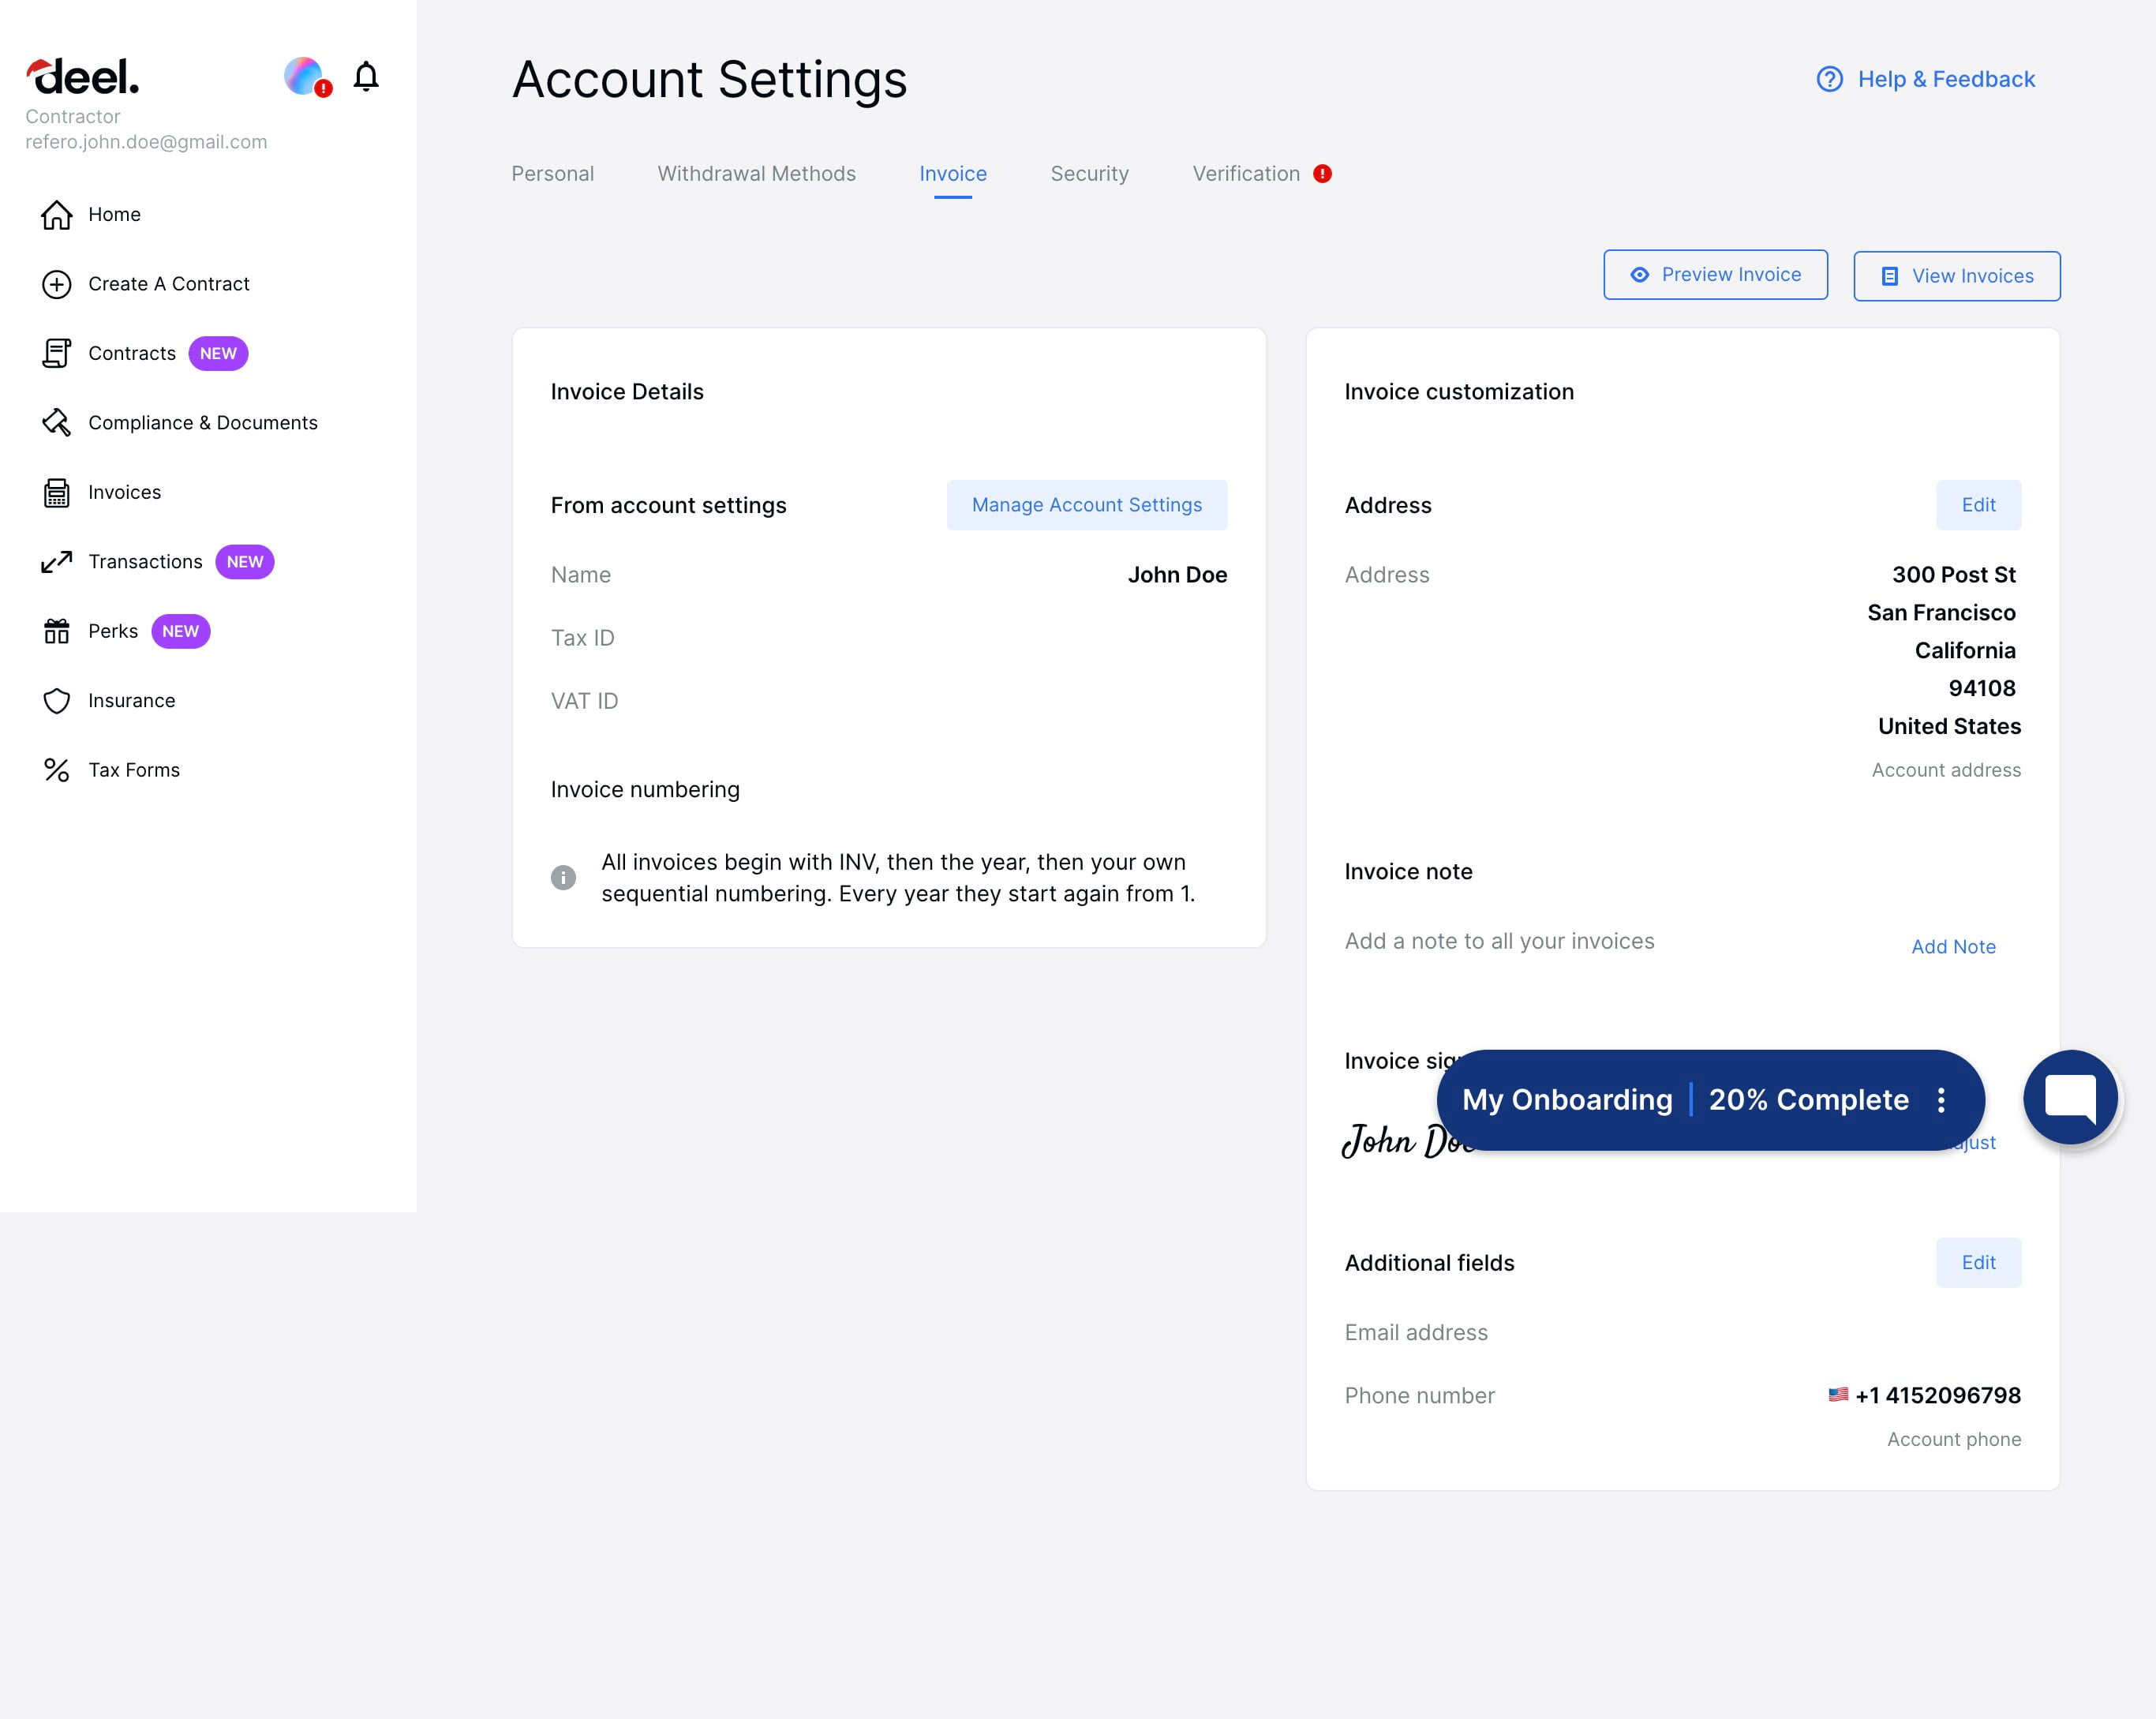 deel.
Contractor
refero.john.doe@gmail.com
Home
Create A Contract
Contracts NEW
Compliance & Documents
Invoices
Transactions NEW
Perks NEW
Insurance
Tax Forms
Account Settings
Help & Feedback
Personal Withdrawal Methods Invoice Security Verification
Preview Invoice View Invoices
Invoice Details
From account settings Manage Account Settings
Name John Doe
Tax ID
VAT ID
Invoice numbering
All invoices begin with INV, then the year, then your own
sequential numbering. Every year they start again from 1.
Invoice customization
Address Edit
Address 300 Post St
San Francisco
California
94108
United States
Account address
Invoice note
Add a note to all your invoices Add Note
Invoice
My Onboarding 20% Complete
John
Additional fields Edit
Email address
Phone number +1 4152096798
Account phone